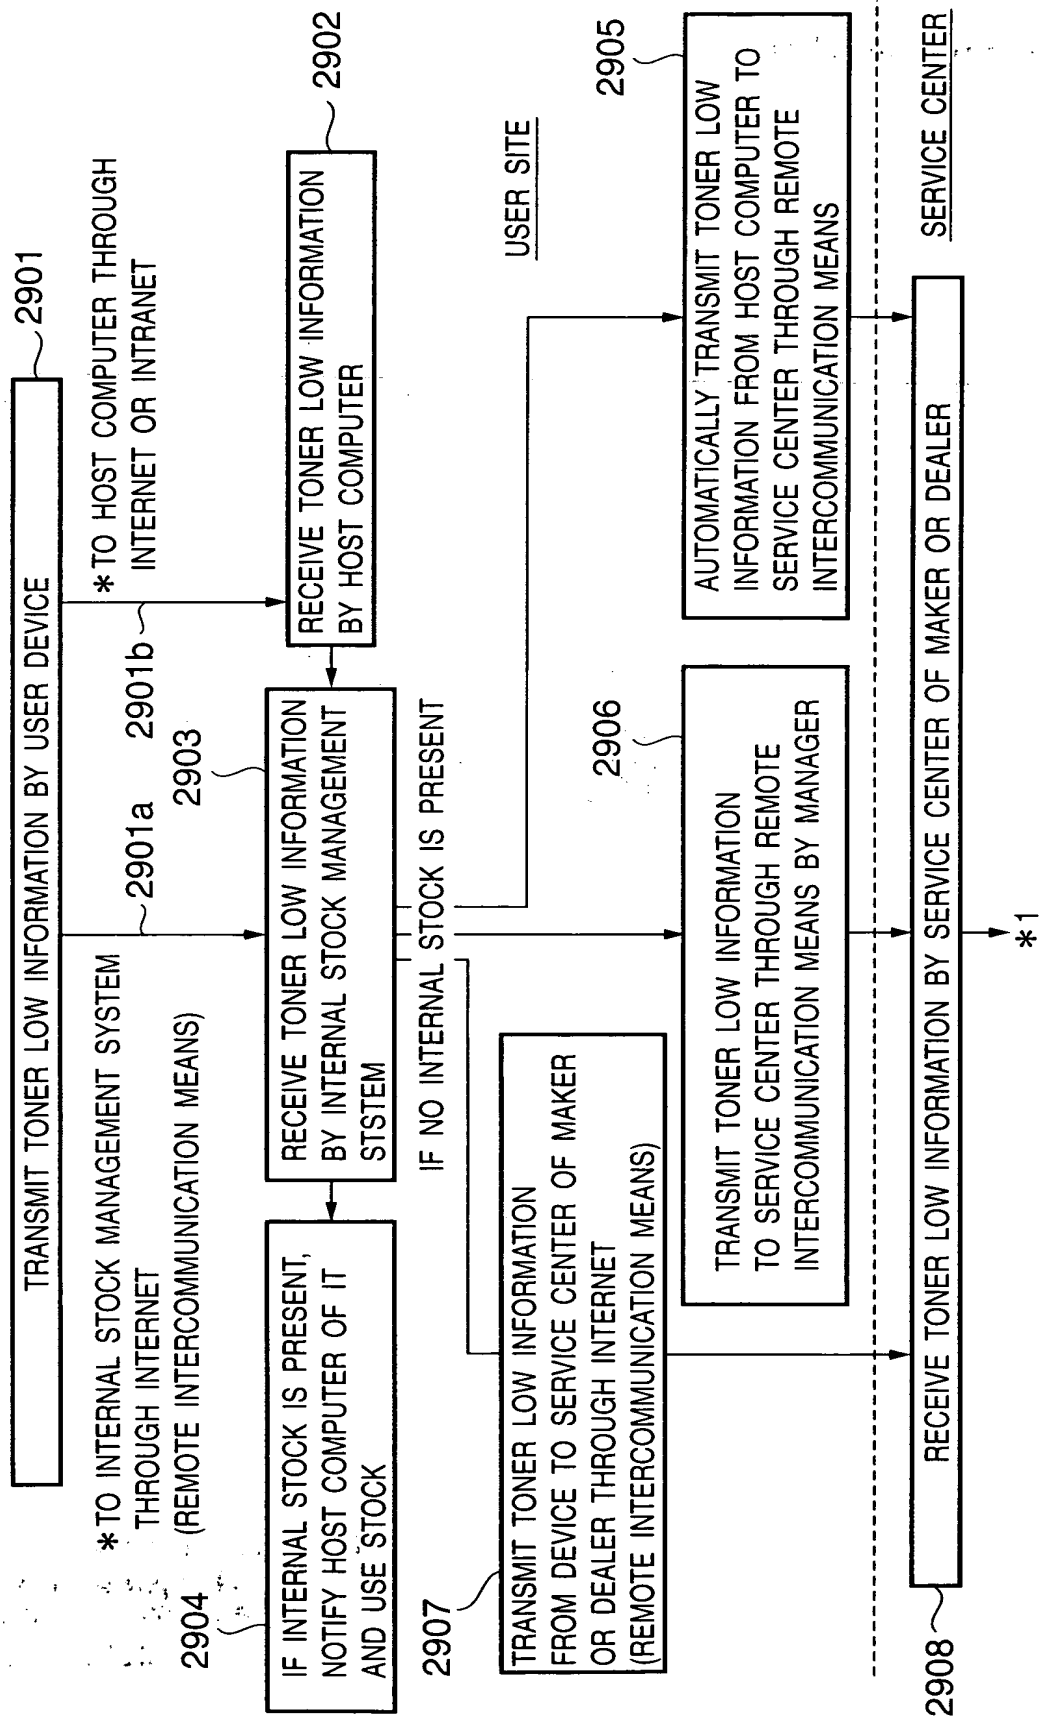 2901
TRANSMIT TONER LOW INFORMATION BY USER DEVICE
*TO INTERNAL STOCK MANAGEMENT SYSTEM
THROUGH INTERNET
(REMOTE INTERCOMMUNICATION MEANS)
2901a
2901b
*TO HOST COMPUTER THROUGH
INTERNET OR INTRANET
2904
IF INTERNAL STOCK IS PRESENT,
NOTIFY HOST COMPUTER OF IT
AND USE STOCK
2903
RECEIVE TONER LOW INFORMATION
BY INTERNAL STOCK MANAGEMENT
STSTEM
2902
RECEIVE TONER LOW INFORMATION
BY HOST COMPUTER
IF NO INTERNAL STOCK IS PRESENT
USER SITE
2907
TRANSMIT TONER LOW INFORMATION
FROM DEVICE TO SERVICE CENTER OF MAKER
OR DEALER THROUGH INTERNET
(REMOTE INTERCOMMUNICATION MEANS)
2906
TRANSMIT TONER LOW INFORMATION
TO SERVICE CENTER THROUGH REMOTE
INTERCOMMUNICATION MEANS BY MANAGER
2905
AUTOMATICALLY TRANSMIT TONER LOW
INFORMATION FROM HOST COMPUTER TO
SERVICE CENTER THROUGH REMOTE
INTERCOMMUNICATION MEANS
SERVICE CENTER
2908
RECEIVE TONER LOW INFORMATION BY SERVICE CENTER OF MAKER OR DEALER
*1